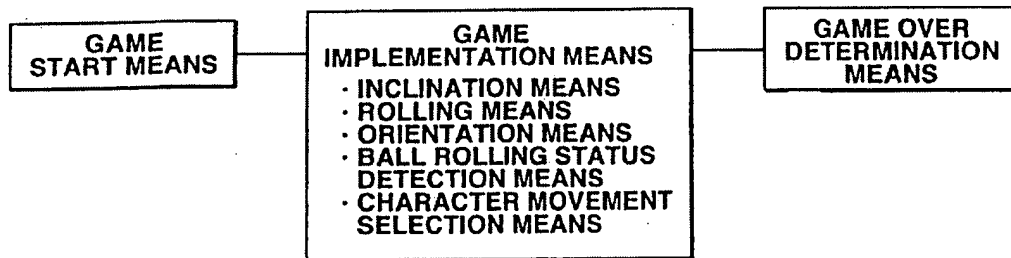 GAME
START MEANS
GAME
IMPLEMENTATION MEANS
· INCLINATION MEANS
· ROLLING MEANS
· ORIENTATION MEANS
· BALL ROLLING STATUS
DETECTION MEANS
· CHARACTER MOVEMENT
SELECTION MEANS
GAME OVER
DETERMINATION
MEANS